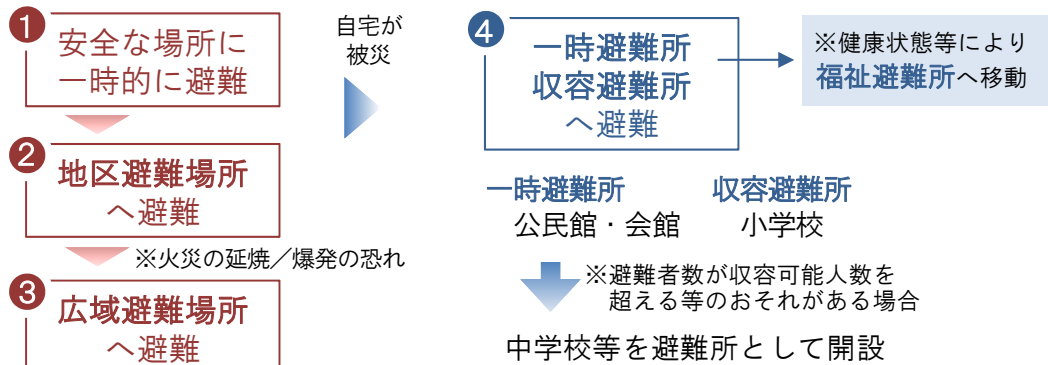 ❶
安全な場所に
一時的に避難
❷
地区避難場所
へ避難
※火災の延焼／爆発の恐れ
❸
広域避難場所
へ避難
自宅が
被災
❹
一時避難所
収容避難所
へ避難
※健康状態等により
福祉避難所へ移動
一時避難所
公民館・会館
収容避難所
小学校
※避難者数が収容可能人数を
超える等のおそれがある場合
中学校等を避難所として開設